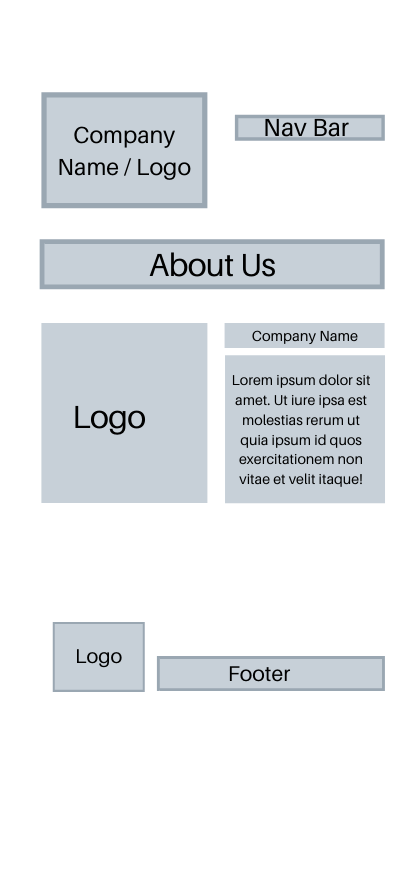 Company
Name / Logo
Nav Bar
About Us
Logo
Company Name
Lorem ipsum dolor sit
amet. Ut iure ipsa est
molestias rerum ut
quia ipsum id quos
exercitationem non
vitae et velit itaque!
Logo
Footer